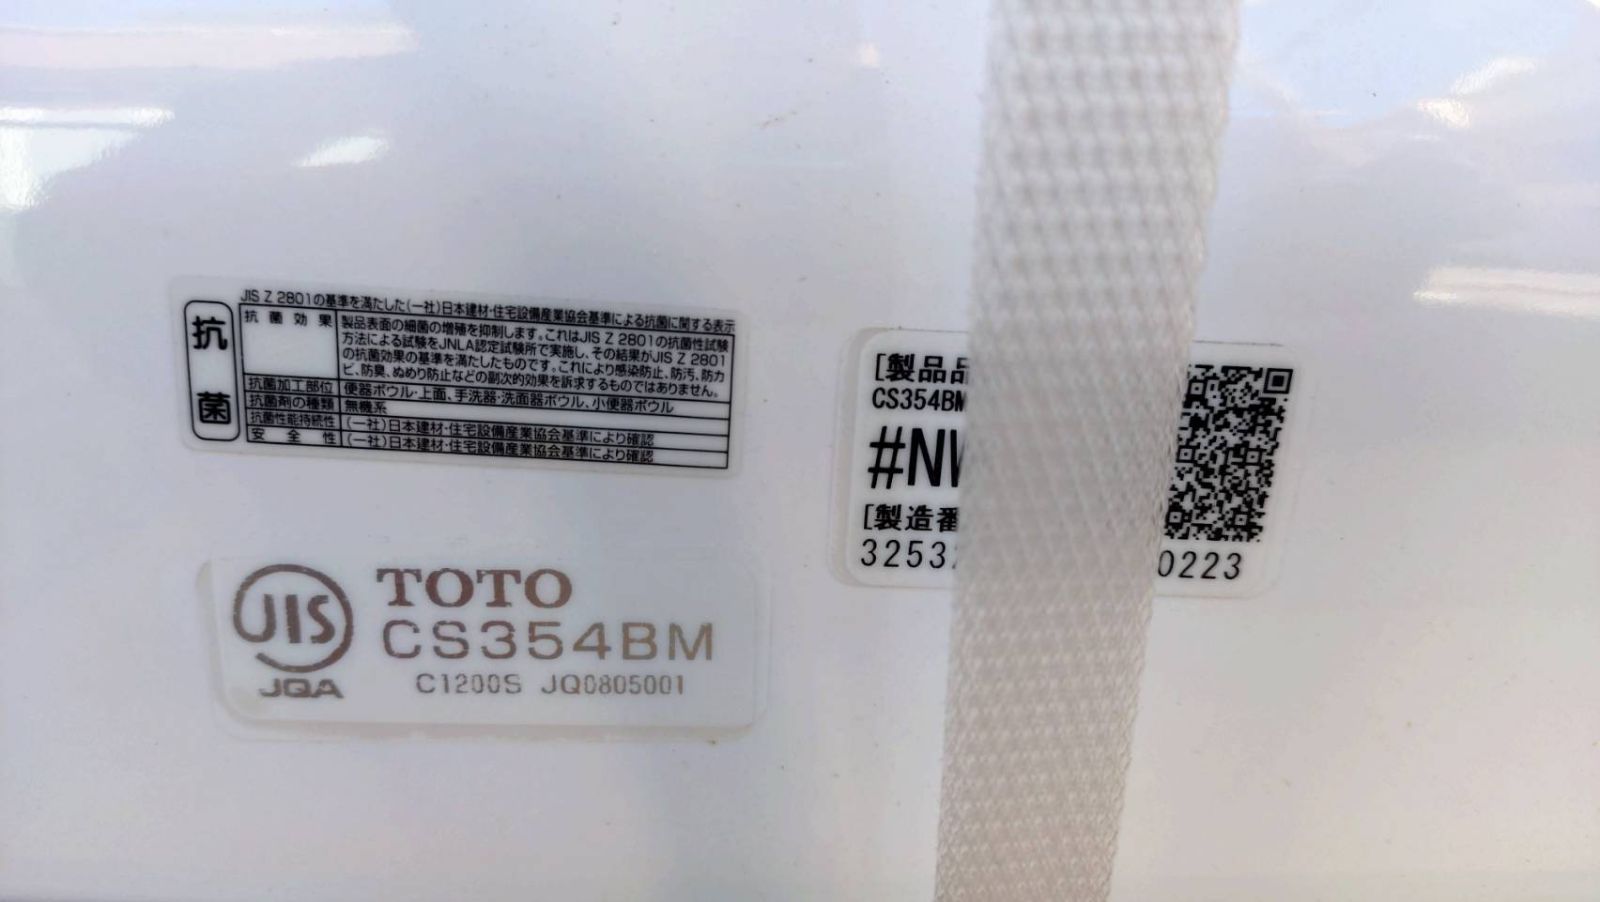 抗菌
JIS Z 2801の基準を満たした(一社)日本建材・住宅設備産業協会基準による抗菌に関する表示
抗菌効果
製品表面の細菌の増殖を抑制します。これはJIS Z 2801の抗菌性試験
方法による試験をJNLA認定試験所で実施し、その結果がJIS Z 2801
の抗菌効果の基準を満たしたものです。これにより感染防止、防汚、防カ
ビ、防臭、ぬめり防止などの副次的効果を訴求するものではありません。
抗菌加工部位 便器ボウル・上面、手洗器・洗面器ボウル、小便器ボウル
抗菌剤の種類 無機系
抗菌性能持続性 (一社)日本建材・住宅設備産業協会基準により確認
安全性 (一社)日本建材・住宅設備産業協会基準により確認
[製品品
CS354BM
#N
[製造番
3253 0223
JIS
JQA
TOTO
CS354BM
C1200S JQ0805001